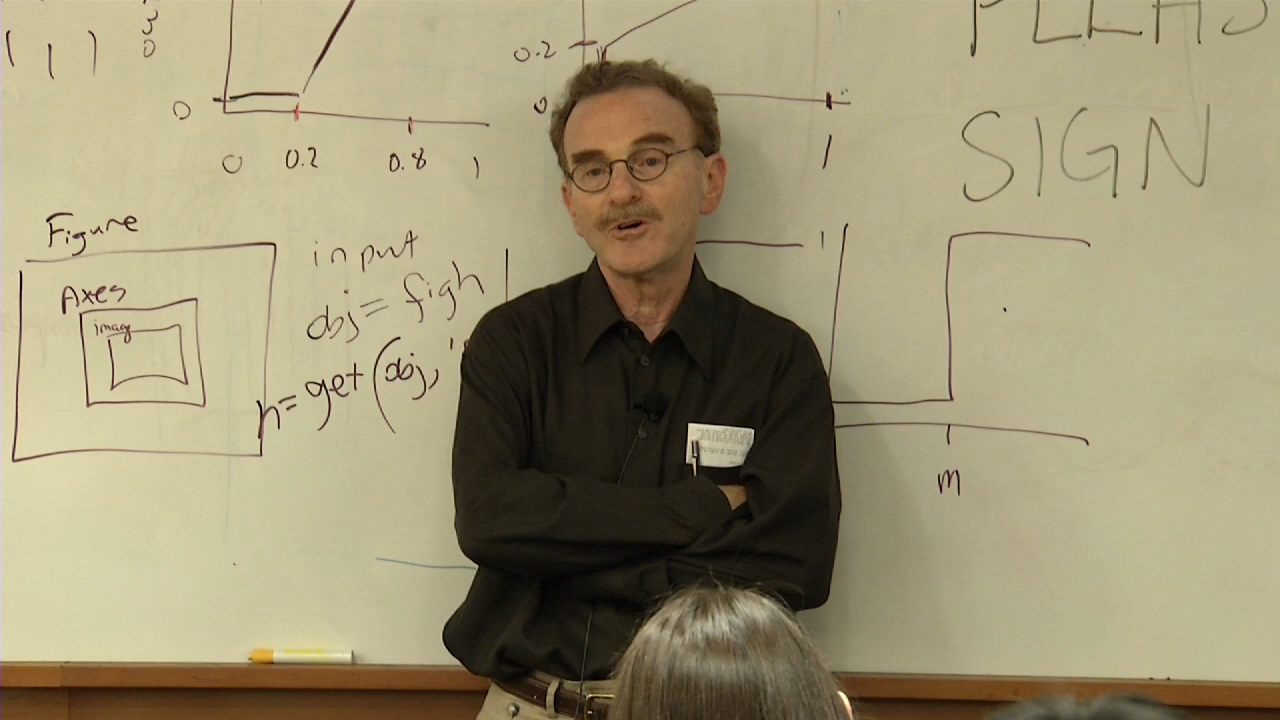 0.2
0
0
0 0.2 0.8 1
1
SIGN
Figure
Axes
imag
input
obj = figh
h = get(obj, '
1
m